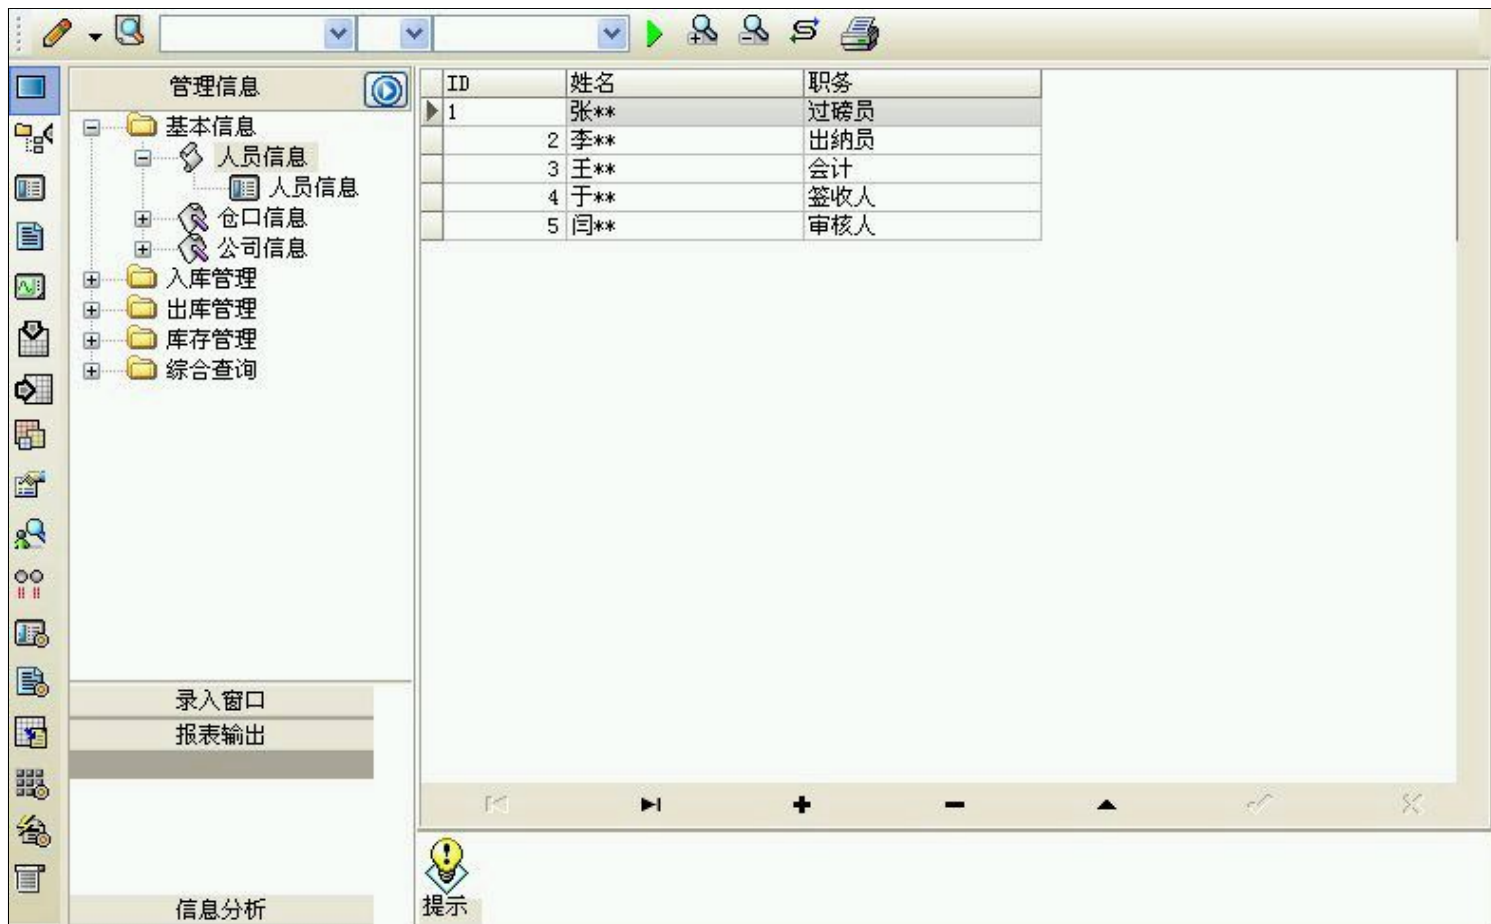 管理信息
基本信息
人员信息
人员信息
仓口信息
公司信息
入库管理
出库管理
库存管理
综合查询
录入窗口
报表输出
信息分析
ID 姓名 职务
1 张** 过磅员
2 李** 出纳员
3 王** 会计
4 于** 签收人
5 闫** 审核人
提示